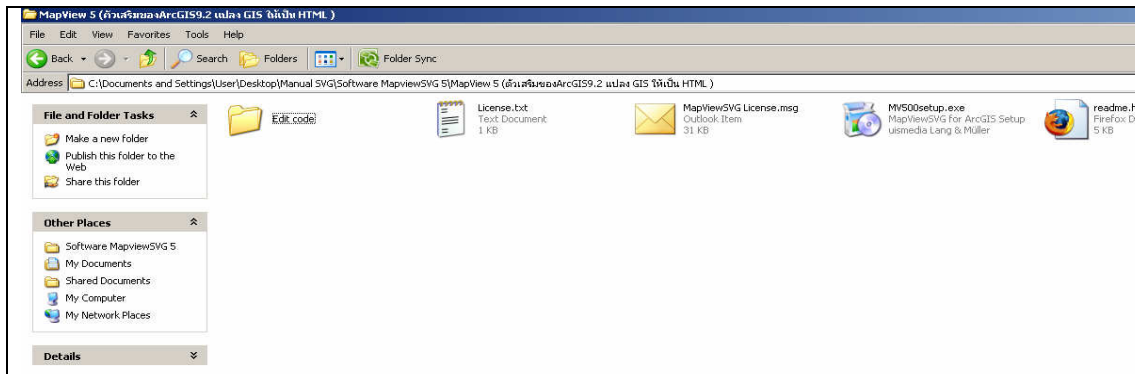 MapView 5 (ตัวเสริมของArcGIS9.2 แปลง GIS ให้เป็น HTML )
File Edit View Favorites Tools Help
Back Search Folders Folder Sync
Address C:\Documents and Settings\User\Desktop\Manual SVG\Software MapviewSVG 5\MapView 5 (ตัวเสริมของArcGIS9.2 แปลง GIS ให้เป็น HTML )
File and Folder Tasks
Make a new folder
Publish this folder to the
Web
Share this folder
Other Places
Software MapviewSVG 5
My Documents
Shared Documents
My Computer
My Network Places
Details
Edit code
License.txt
Text Document
1 KB
MapViewSVG License.msg
Outlook Item
31 KB
MV500setup.exe
MapViewSVG for ArcGIS Setup
uismedia Lang & Müller
readme.h
Firefox D
5 KB